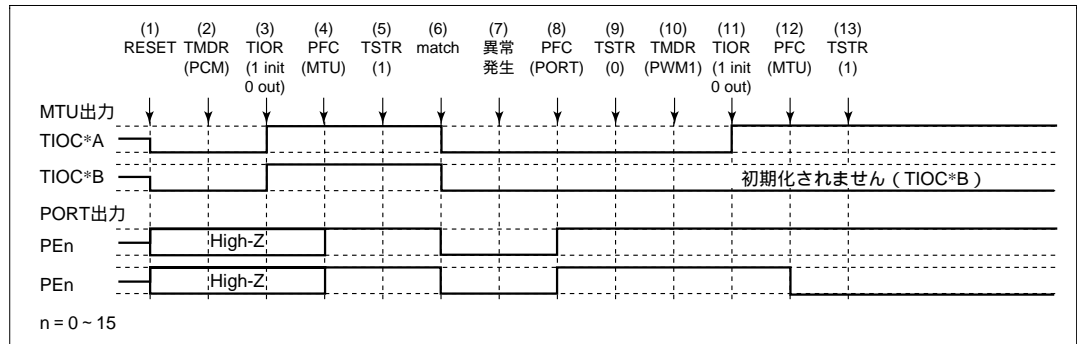 (1) (2) (3) (4) (5) (6) (7) (8) (9) (10) (11) (12) (13)
RESET TMDR TIOR PFC TSTR match 異常 PFC TSTR TMDR TIOR PFC TSTR
(PCM) (1 init (MTU) (1) 発生 (PORT) (0) (PWM1) (1 init (MTU) (1)
0 out) 0 out)
MTU出力
TIOC*A
TIOC*B 初期化されません(TIOC*B)
PORT出力
PEn High-Z
PEn High-Z
n = 0 ~ 15